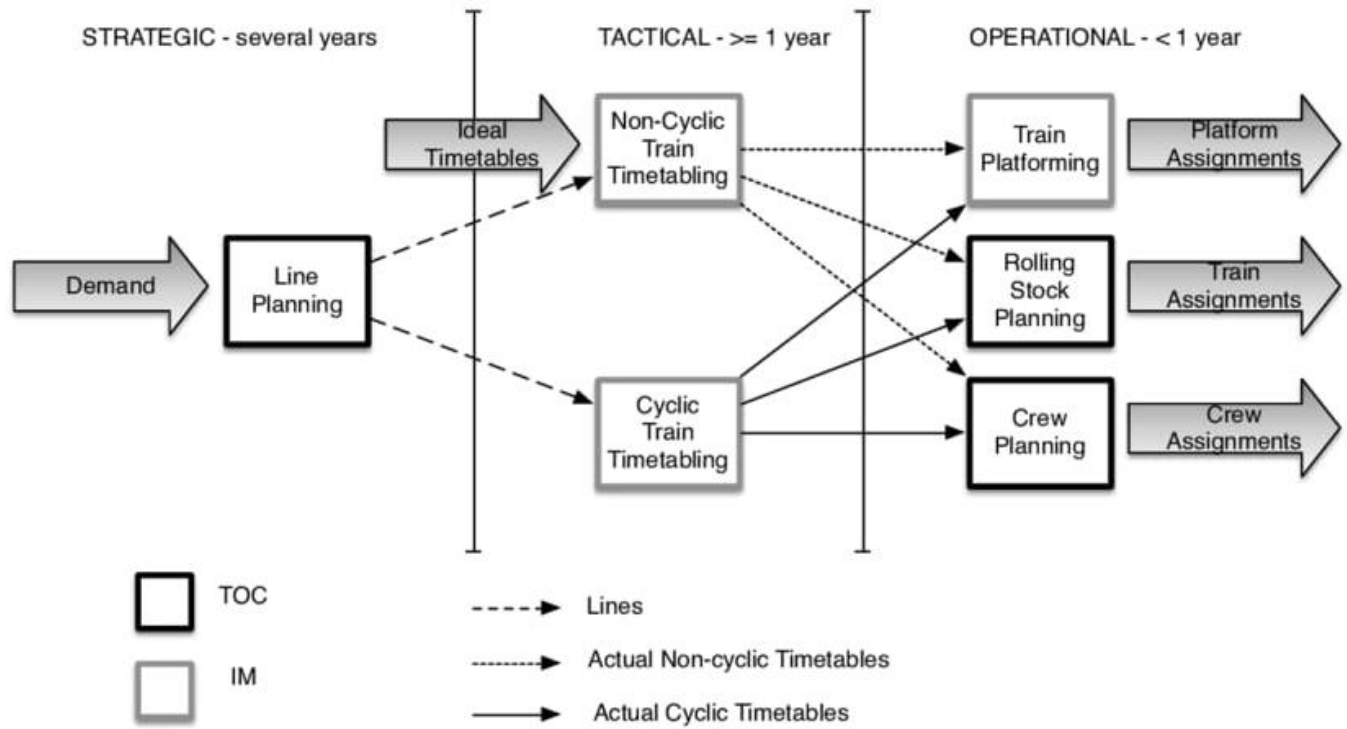 STRATEGIC - several years
TACTICAL - >= 1 year
OPERATIONAL - < 1 year
Ideal
Timetables
Non-Cyclic
Train
Timetabling
Train
Platforming
Platform
Assignments
Demand
Line
Planning
Rolling
Stock
Planning
Train
Assignments
Cyclic
Train
Timetabling
Crew
Planning
Crew
Assignments
TOC
IM
Lines
Actual Non-cyclic Timetables
Actual Cyclic Timetables